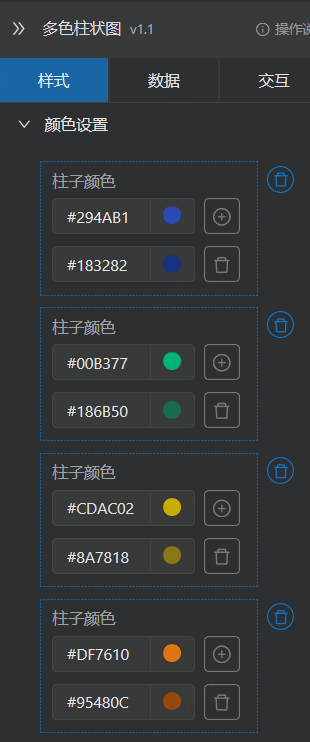 多色柱状图 v1.1 操作说
样式 数据 交互
颜色设置
柱子颜色
#294AB1
#183282
柱子颜色
#00B377
#186B50
柱子颜色
#CDAC02
#8A7818
柱子颜色
#DF7610
#95480C